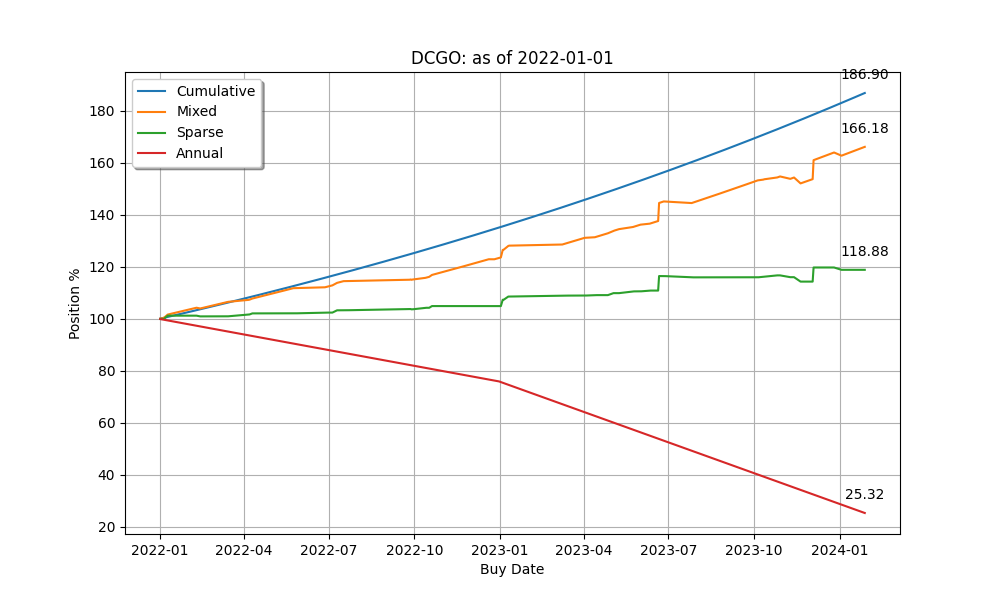 DCGO: as of 2022-01-01
186.90
Cumulative
Mixed
Sparse
Annual
166.18
118.88
25.32
180
160
140
120
100
80
60
40
20
Position %
2022-01 2022-04 2022-07 2022-10 2023-01 2023-04 2023-07 2023-10 2024-01
Buy Date